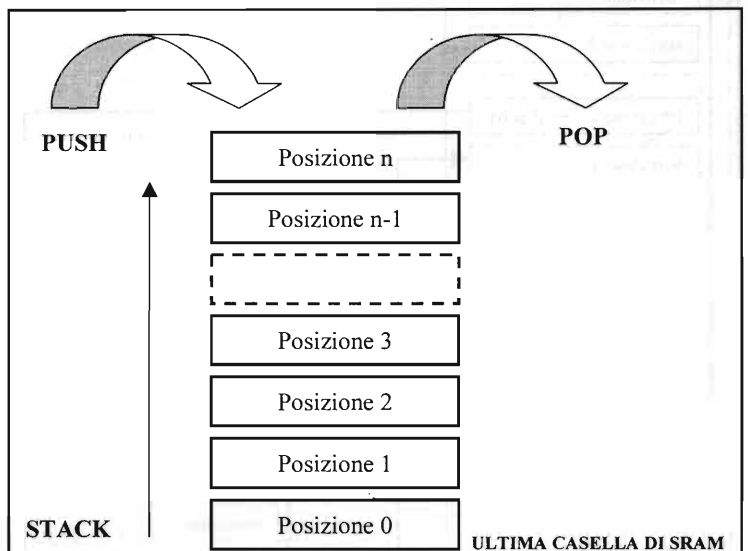 PUSH
POP
Posizione n
Posizione n-1
Posizione 3
Posizione 2
Posizione 1
Posizione 0
STACK
ULTIMA CASELLA DI SRAM